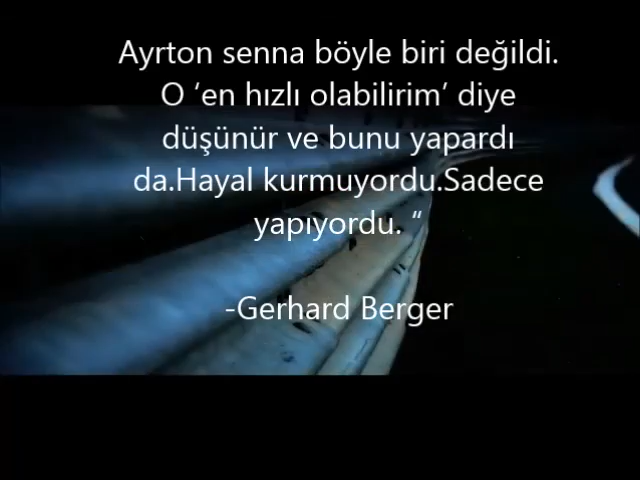 Ayrton senna böyle biri değildi.
O ‘en hızlı olabilirim’ diye
düşünür ve bunu yapardı
da.Hayal kurmuyordu.Sadece
yapıyordu. “
-Gerhard Berger